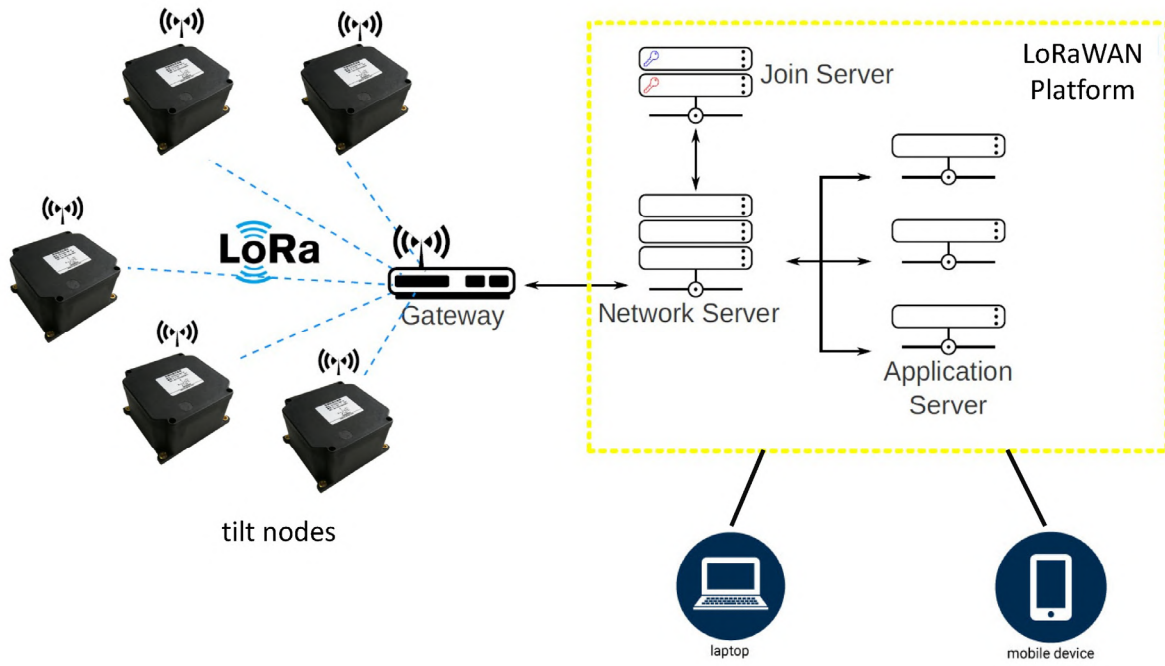 LoRaWAN
Platform
Join Server
LoRa
Gateway
Network Server
Application
Server
tilt nodes
laptop
mobile device